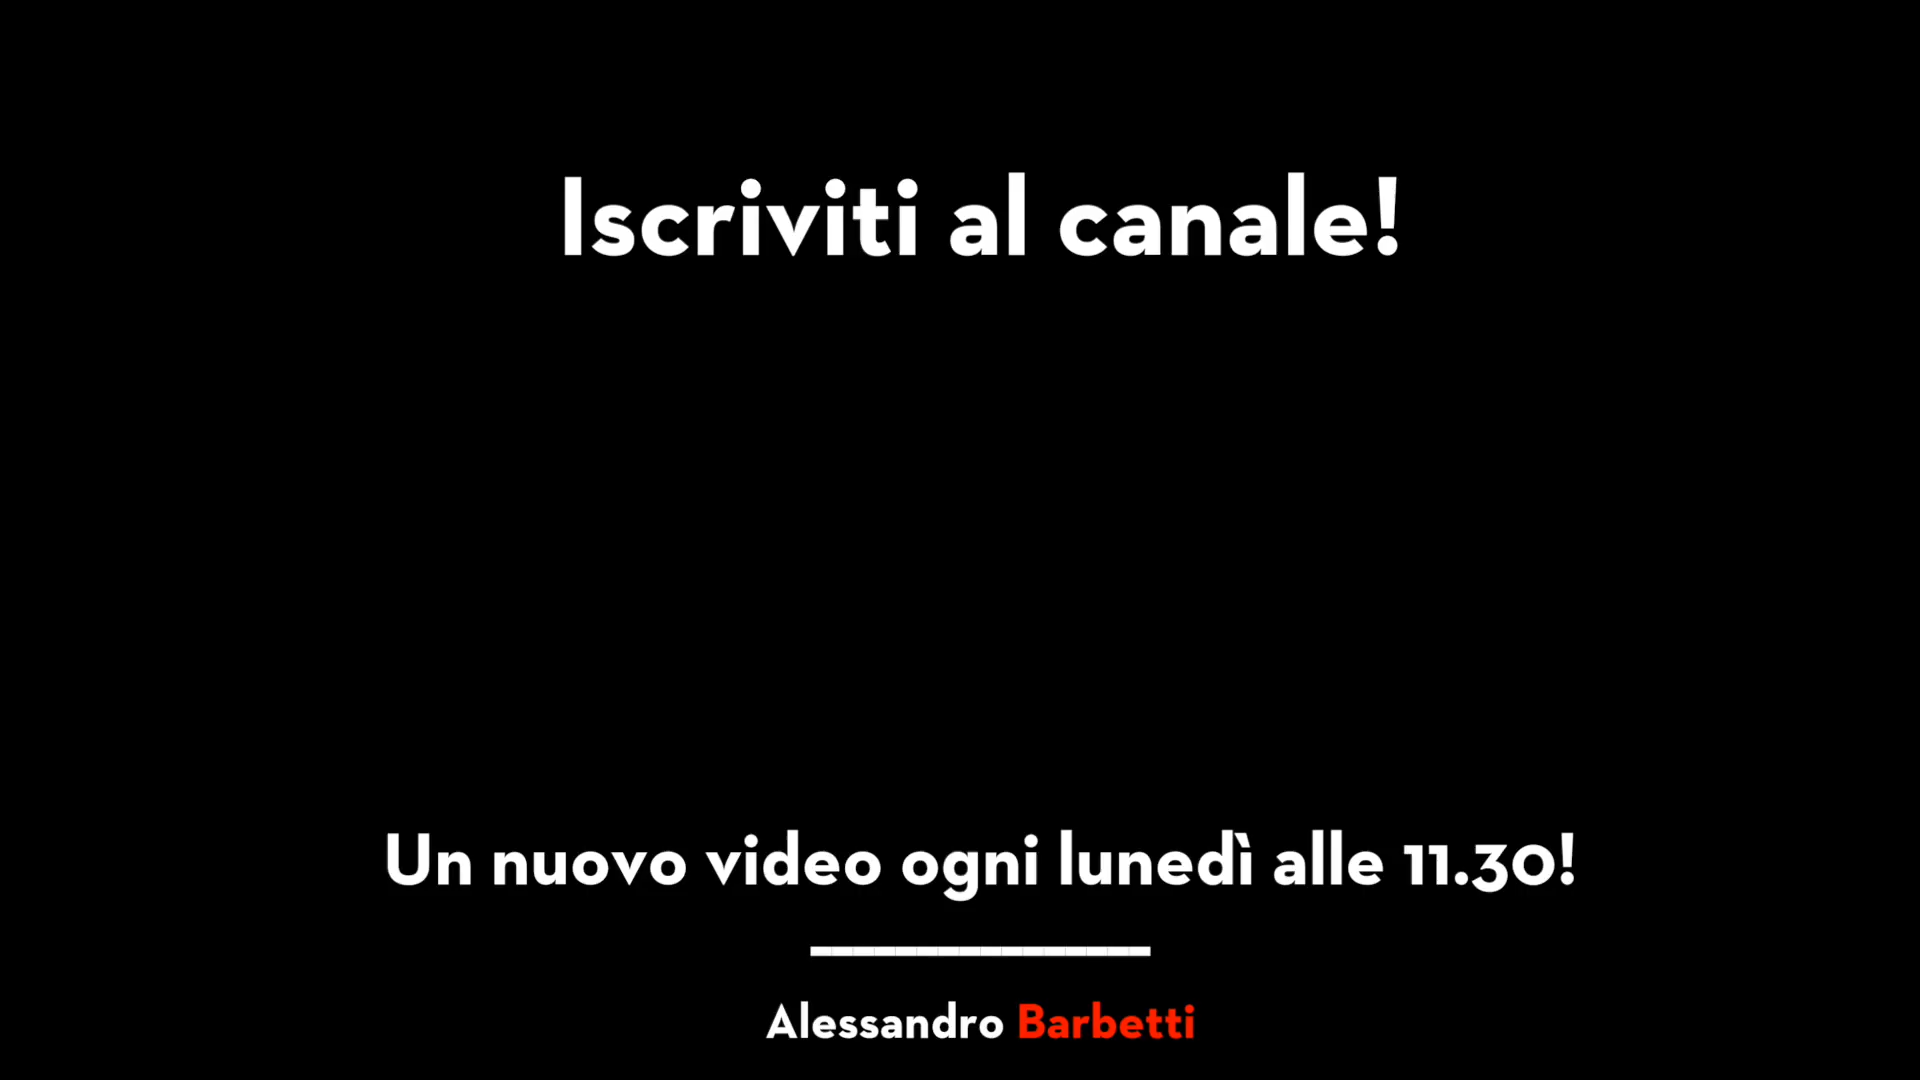 Iscriviti al canale!
Un nuovo video ogni lunedì alle 11.30!
Alessandro Barbetti